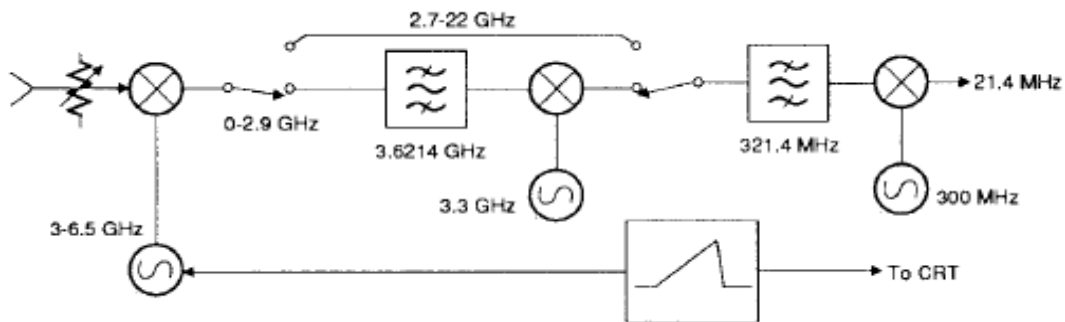 2.7-22 GHz
21.4 MHz
0-2.9 GHz
3.6214 GHz
321.4 MHz
3.3 GHz
300 MHz
3-6.5 GHz
To CRT